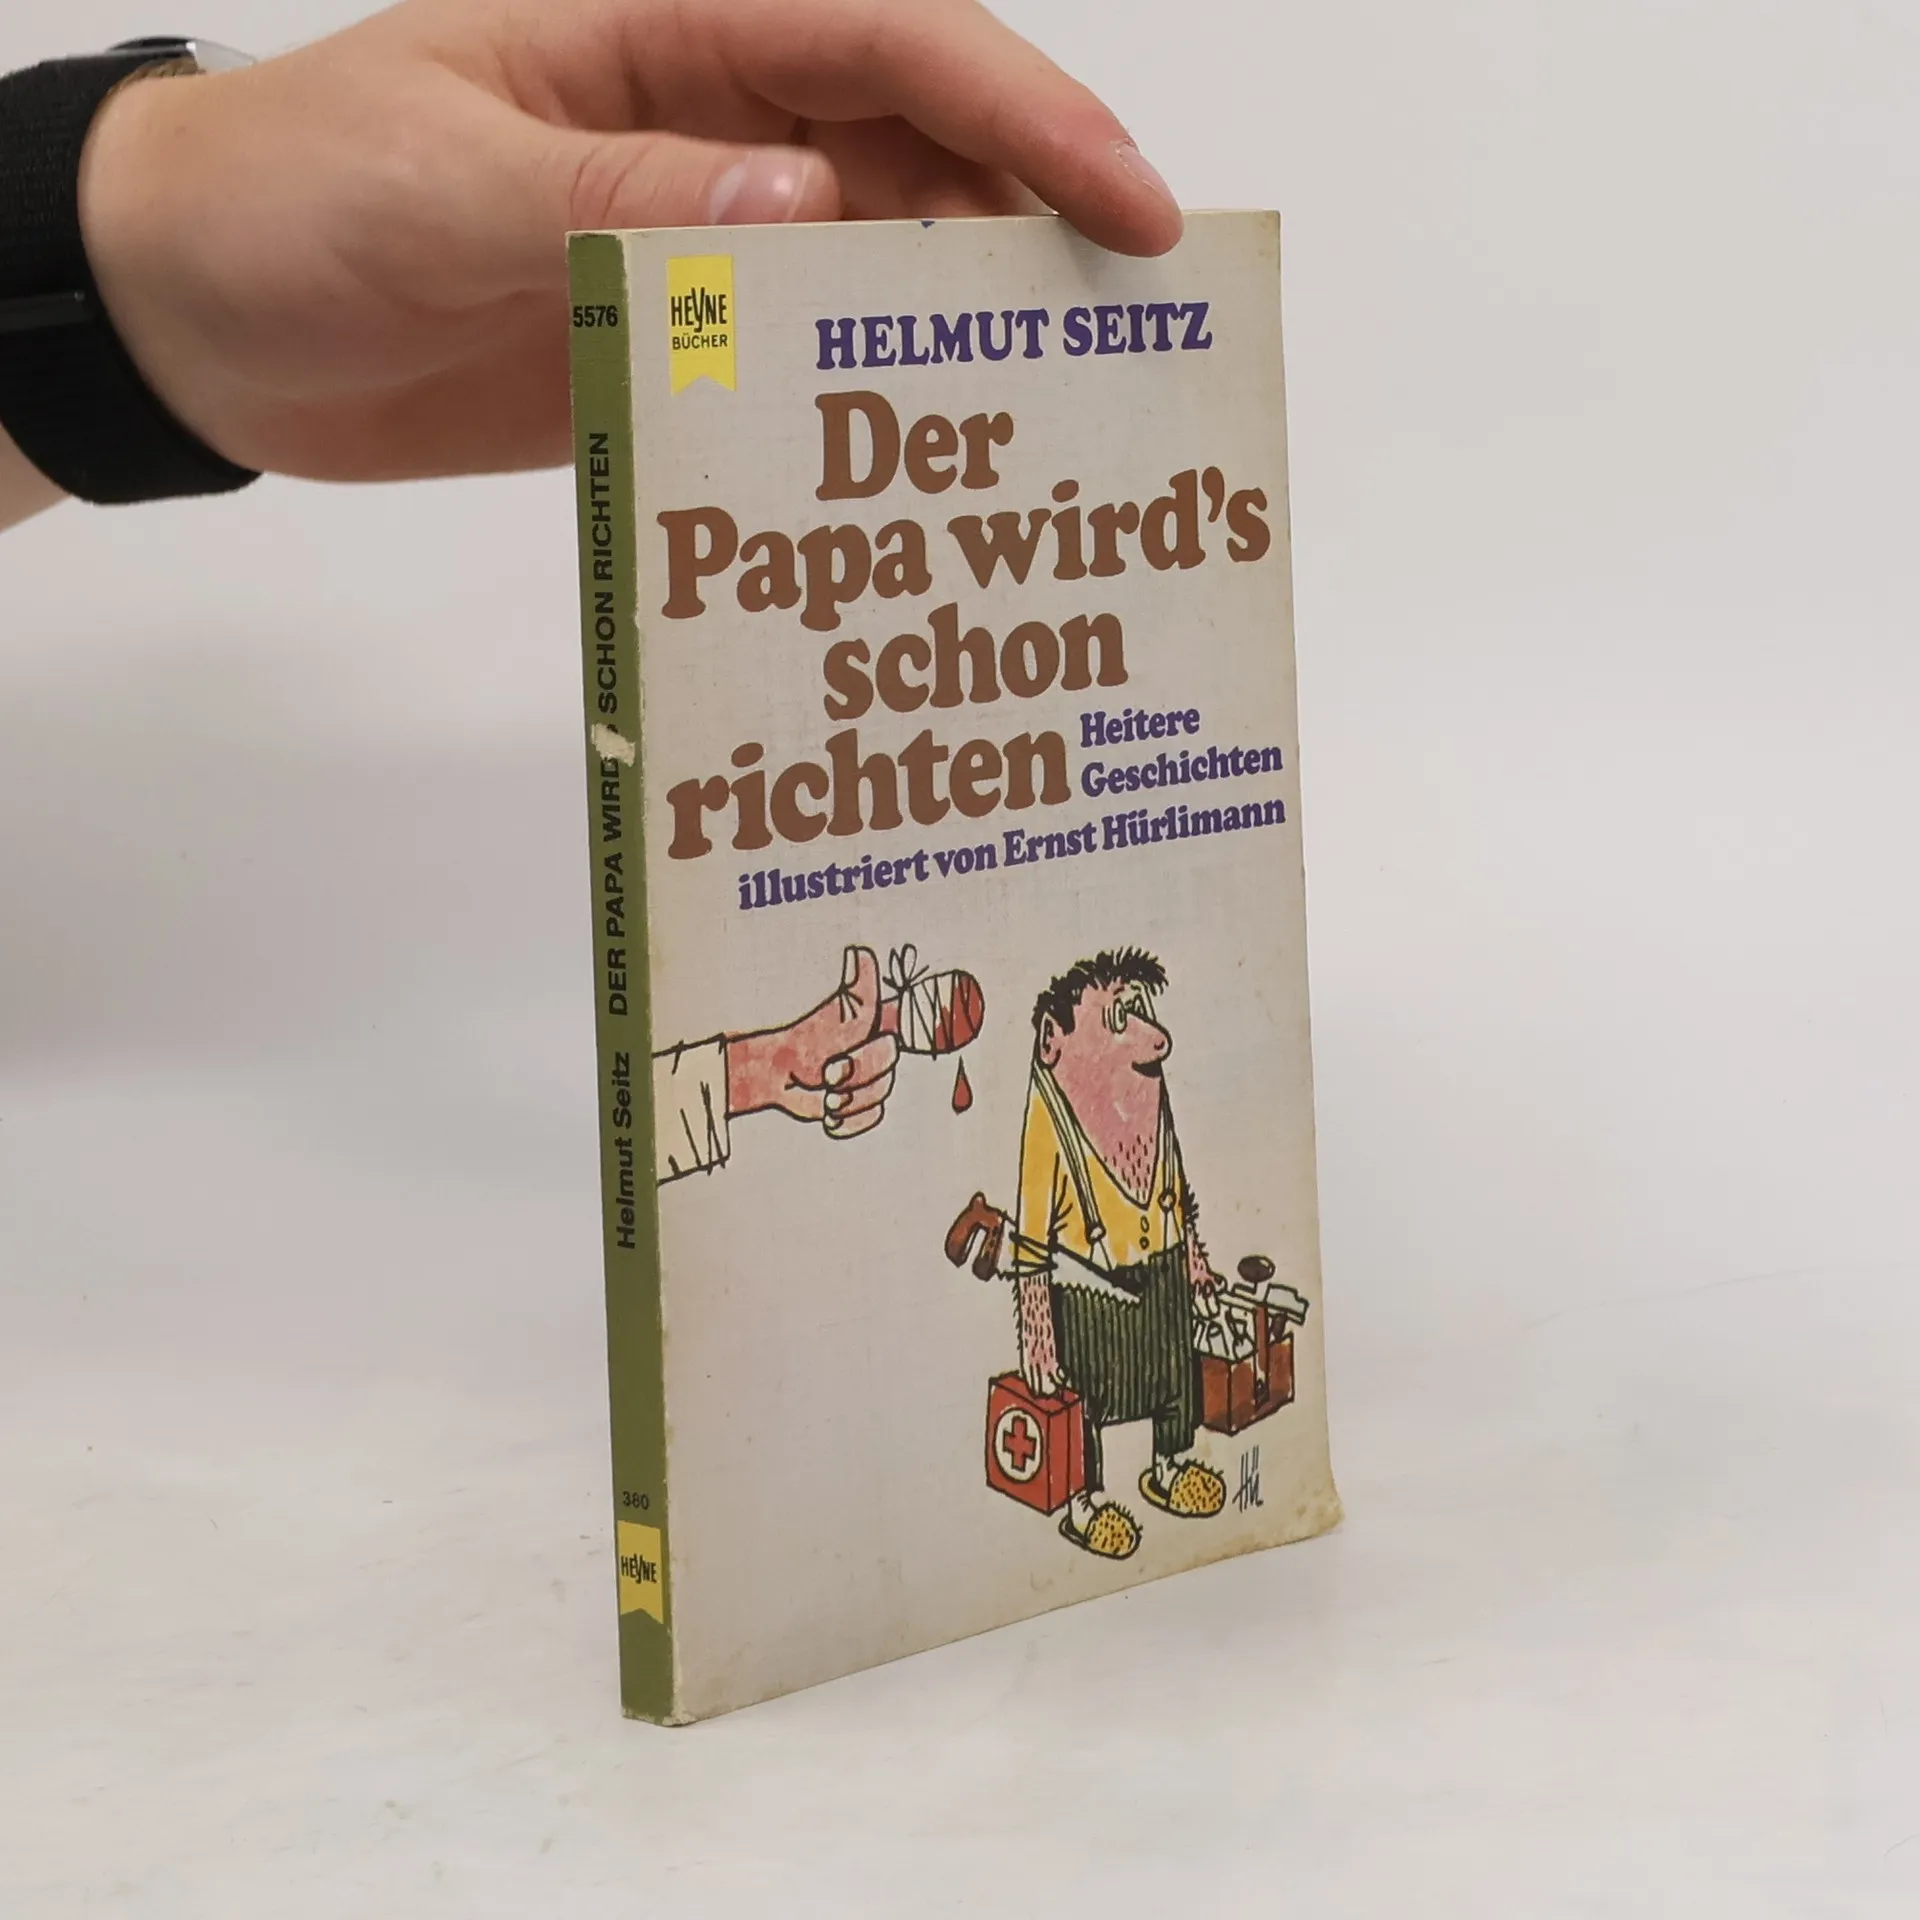 HEYNE
BÜCHER
HELMUT SEITZ
Der
Papa wird's
schon
richten
Heitere
Geschichten
illustriert von Ernst Hürlimann
Hü
5576
Helmut Seitz DER PAPA WIRD'S SCHON RICHTEN
380
HEYNE